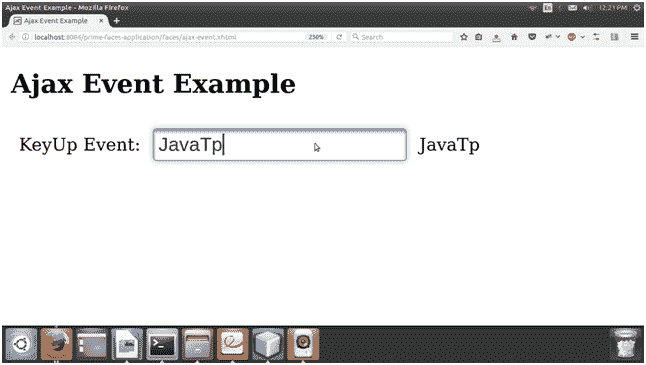 Ajax Event Example - Mozilla Firefox
En 12:21 PM
Ajax Event Example
localhost:8084/prime-faces-application/faces/ajax-event.xhtml 230% Search
Ajax Event Example
KeyUp Event: JavaTp JavaTp